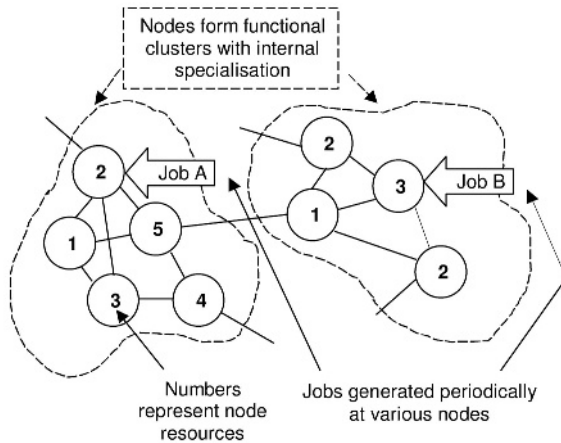 Nodes form functional
clusters with internal
specialisation
2
2
Job A
3
Job B
1
5
1
2
3
4
Numbers
represent node
resources
Jobs generated periodically
at various nodes